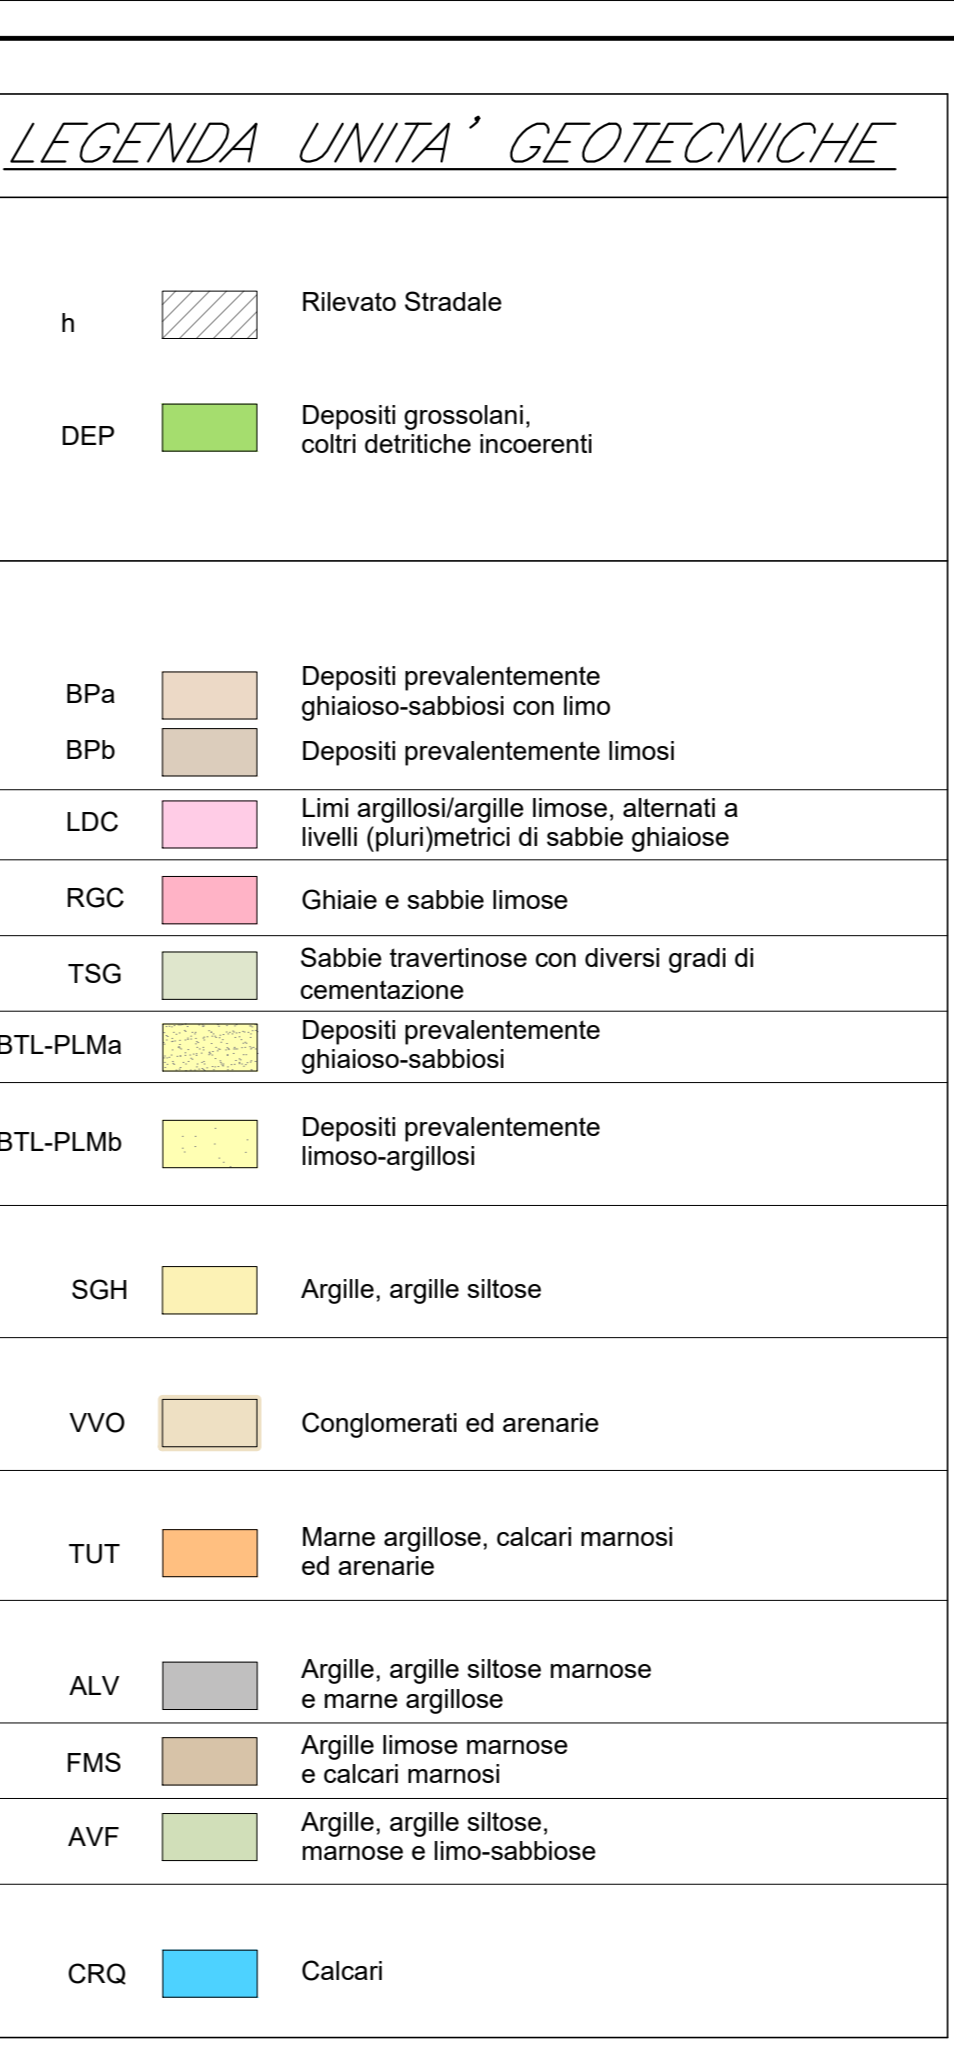 LEGENDA UNITA' GEOTECNICHE
h
Rilevato Stradale
DEP
Depositi grossolani,
coltri detritiche incoerenti
BPa
Depositi prevalentemente
ghiaioso-sabbiosi con limo
BPb
Depositi prevalentemente limosi
LDC
Limi argillosi/argille limose, alternati a
livelli (pluri)metrici di sabbie ghiaiose
RGC
Ghiaie e sabbie limose
TSG
Sabbie travertinose con diversi gradi di
cementazione
BTL-PLMa
Depositi prevalentemente
ghiaioso-sabbiosi
BTL-PLMb
Depositi prevalentemente
limoso-argillosi
SGH
Argille, argille siltose
VVO
Conglomerati ed arenarie
TUT
Marne argillose, calcari marnosi
ed arenarie
ALV
Argille, argille siltose marnose
e marne argillose
FMS
Argille limose marnose
e calcari marnosi
AVF
Argille, argille siltose,
marnose e limo-sabbiose
CRQ
Calcari